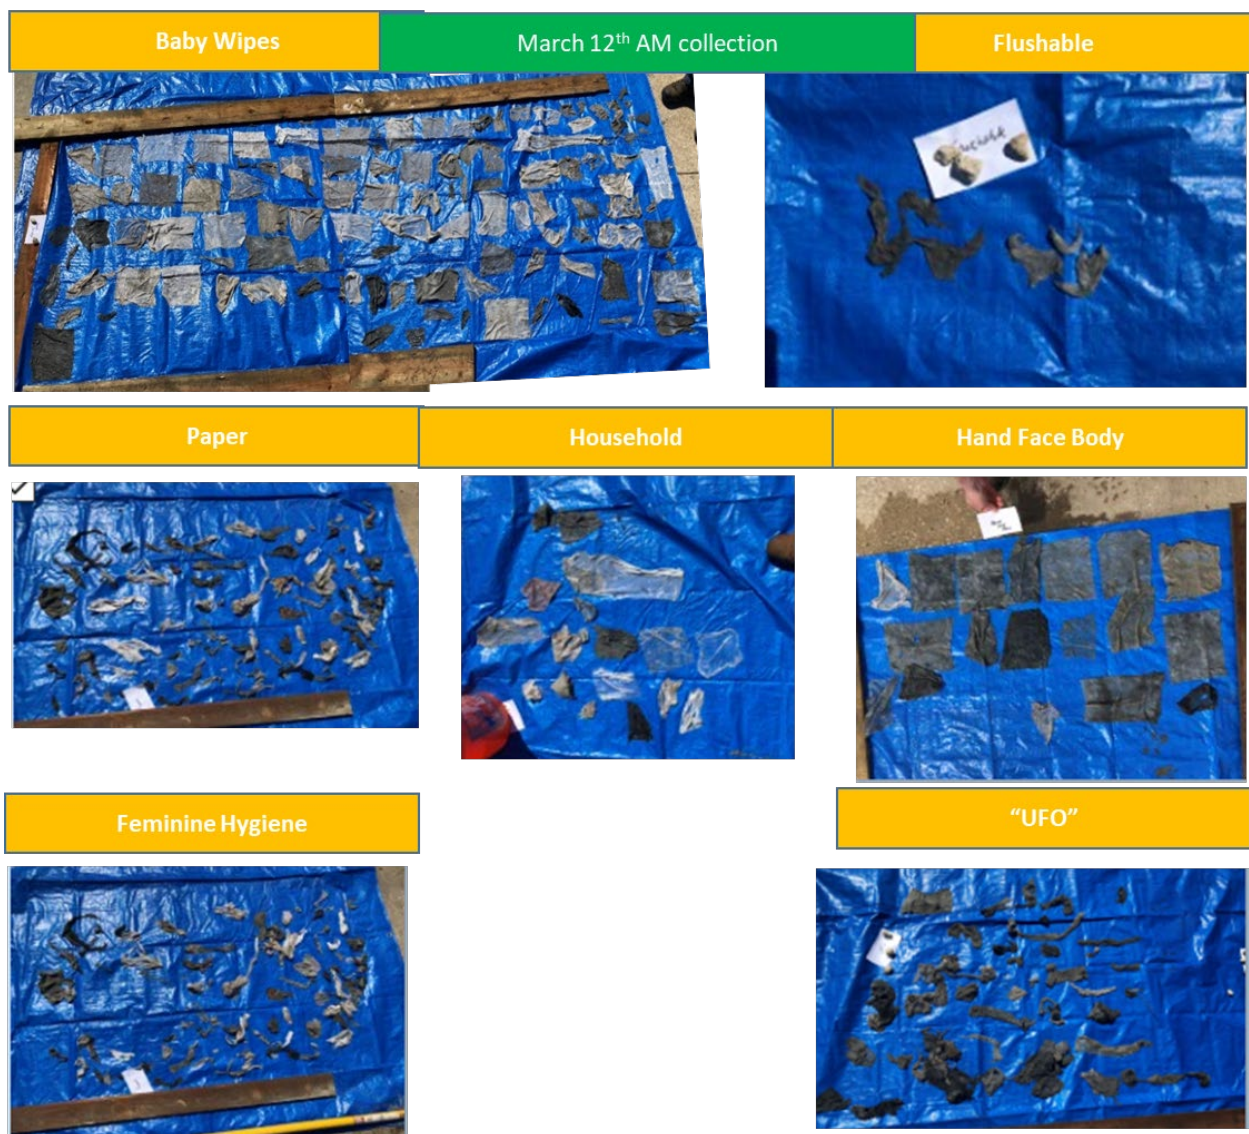 Baby Wipes
March 12th AM collection
Flushable
Paper
Household
Hand Face Body
Feminine Hygiene
“UFO”